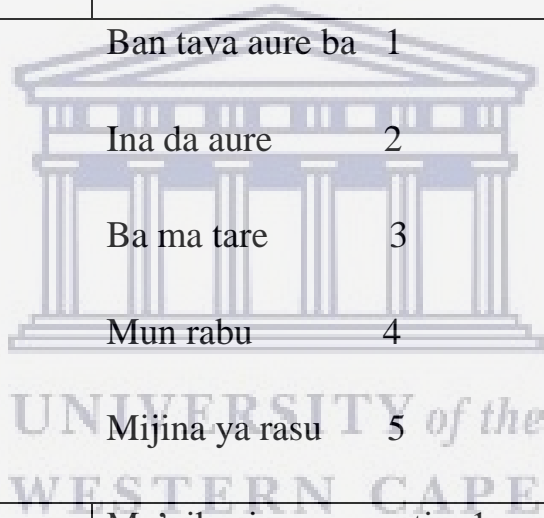 Ban tava aure ba 1
Ina da aure 2
Ba ma tare 3
Mun rabu 4
UNIVERSITY of the
Mijina ya rasu 5
WESTERN CAPE